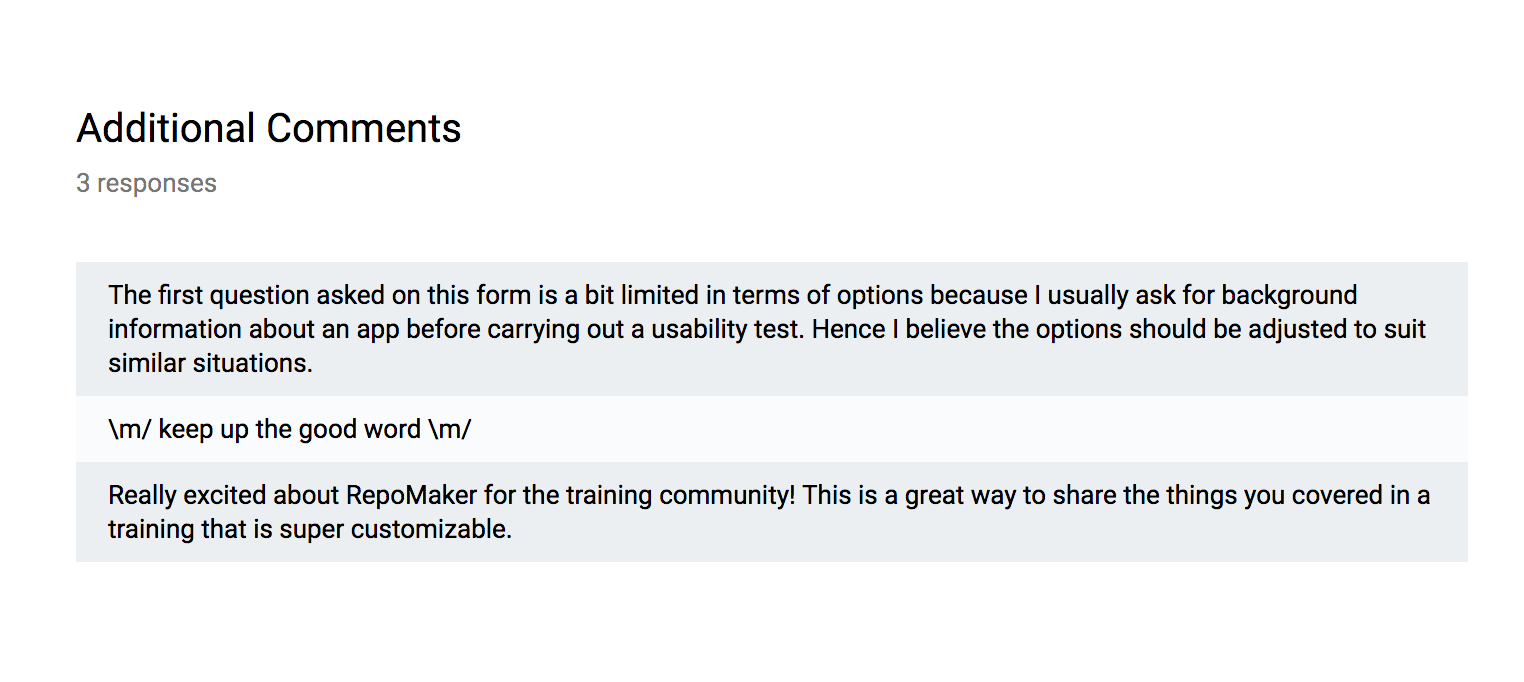 Additional Comments
3 responses
The first question asked on this form is a bit limited in terms of options because I usually ask for background
information about an app before carrying out a usability test. Hence I believe the options should be adjusted to suit
similar situations.
\m/ keep up the good word \m/
Really excited about RepoMaker for the training community! This is a great way to share the things you covered in a
training that is super customizable.